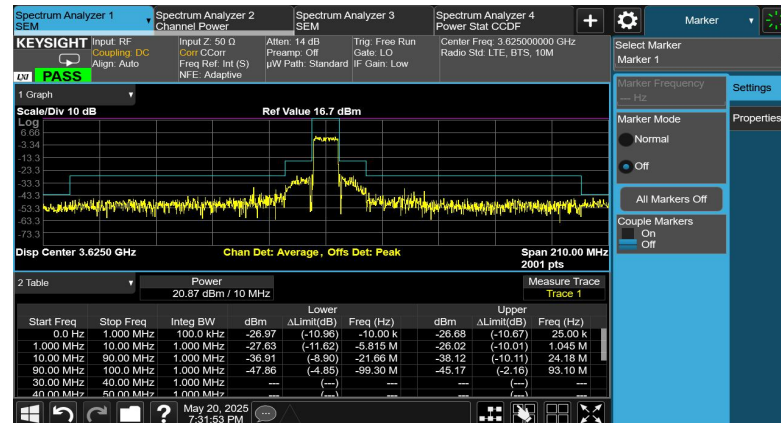 Spectrum Analyzer 1
SEM
Spectrum Analyzer 2
Channel Power
Spectrum Analyzer 3
SEM
Spectrum Analyzer 4
Power Stat CCDF
+
Marker
KEYSIGHT
LXI
PASS
Input: RF
Coupling: DC
Align: Auto
Input Z: 50 Ω
Corr CCorr
Freq Ref: Int (S)
NFE: Adaptive
Atten: 14 dB
Preamp: Off
µW Path: Standard
Trig: Free Run
Gate: LO
IF Gain: Low
Center Freq: 3.625000000 GHz
Radio Std: LTE, BTS, 10M
Select Marker
Marker 1
Marker Frequency
--- Hz
Settings
Marker Mode
Properties
Normal
Off
All Markers Off
Couple Markers
On
Off
1 Graph
Scale/Div 10 dB
Ref Value 16.7 dBm
Log
6.66
-3.34
-13.3
-23.3
-33.3
-43.3
-53.3
-63.3
-73.3
Disp Center 3.6250 GHz
Chan Det: Average, Offs Det: Peak
Span 210.00 MHz
2001 pts
2 Table
Power
20.87 dBm / 10 MHz
Measure Trace
Trace 1
Lower Upper
Start Freq Stop Freq Integ BW dBm ΔLimit(dB) Freq (Hz) dBm ΔLimit(dB) Freq (Hz)
0.0 Hz 1.000 MHz 100.0 kHz -26.97 (-10.96) -10.00 k -26.68 (-10.67) 25.00 k
1.000 MHz 10.00 MHz 1.000 MHz -27.63 (-11.62) -5.815 M -26.02 (-10.01) 1.045 M
10.00 MHz 90.00 MHz 1.000 MHz -36.91 (-8.90) -21.66 M -38.12 (-10.11) 24.18 M
90.00 MHz 100.0 MHz 1.000 MHz -47.86 (-4.85) -99.30 M -45.17 (-2.16) 93.10 M
30.00 MHz 40.00 MHz 1.000 MHz --- (---) --- --- (---) ---
40.00 MHz 50.00 MHz 1.000 MHz --- (---) --- --- (---) ---
?
May 20, 2025
7:31:53 PM